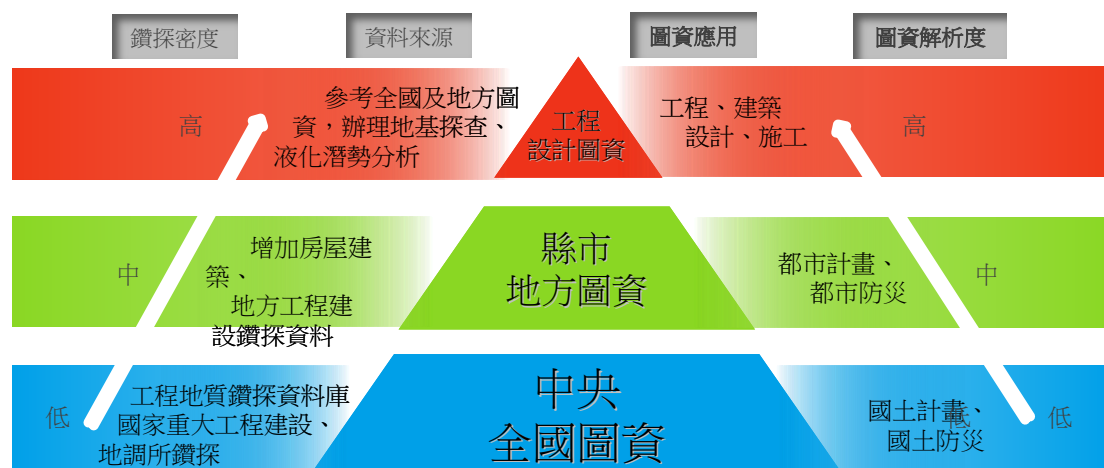 鑽探密度
資料來源
圖資應用
圖資解析度
高
參考全國及地方圖
資，辦理地基探查、
液化潛勢分析
工程
設計圖資
工程、建築
設計、施工
高
中
增加房屋建
築、
地方工程建
設鑽探資料
縣市
地方圖資
都市計畫、
都市防災
中
低
工程地質鑽探資料庫
國家重大工程建設、
地調所鑽探
中央
全國圖資
國土計畫、
國土防災
低
低